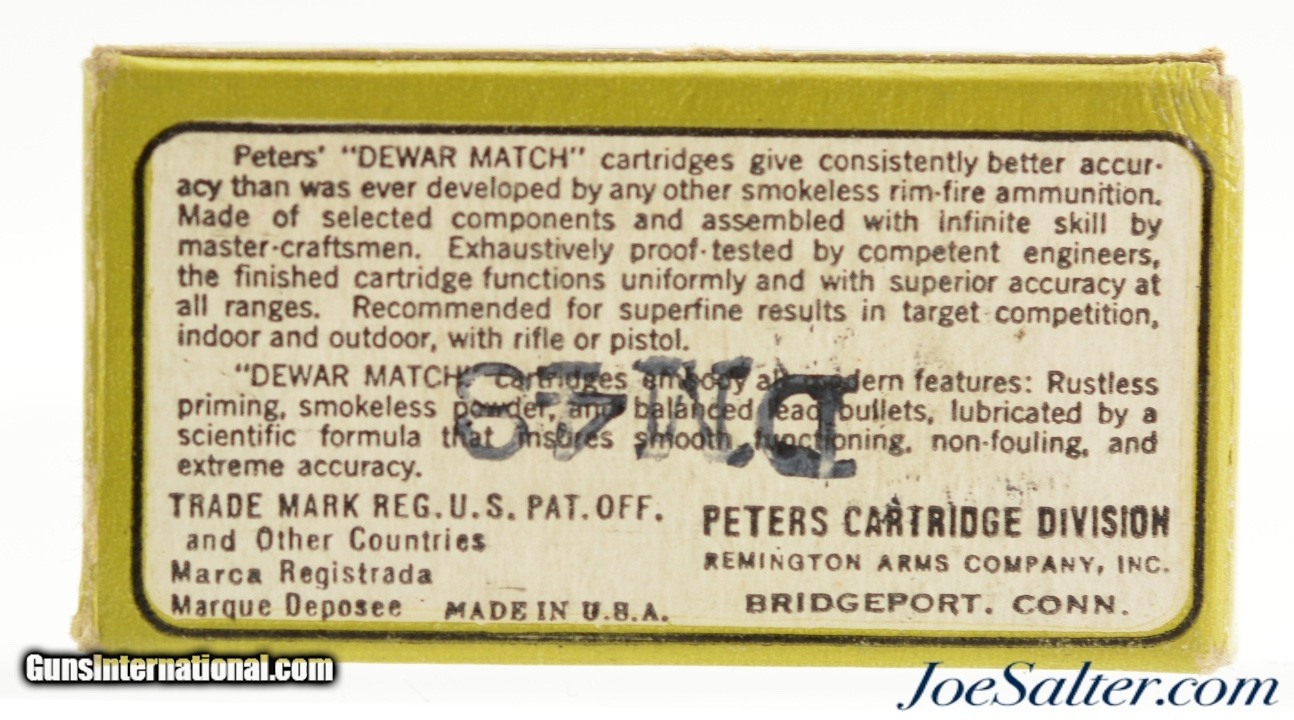 Peters' "DEWAR MATCH" cartridges give consistently better accur-
acy than was ever developed by any other smokeless rim-fire ammunition.
Made of selected components and assembled with infinite skill by
master-craftsmen. Exhaustively proof-tested by competent engineers,
the finished cartridge functions uniformly and with superior accuracy at
all ranges. Recommended for superfine results in target competition,
indoor and outdoor, with rifle or pistol.
"DEWAR MATCH" cartridges embody all modern features: Rustless
priming, smokeless powder, and balanced lead bullets, lubricated by a
scientific formula that insures smooth functioning, non-fouling, and
extreme accuracy.
TRADE MARK REG. U.S. PAT. OFF.
and Other Countries
Marca Registrada
Marque Deposee MADE IN U.S.A.
PETERS CARTRIDGE DIVISION
REMINGTON ARMS COMPANY, INC.
BRIDGEPORT. CONN.
GunsInternational.com
JoeSalter.com